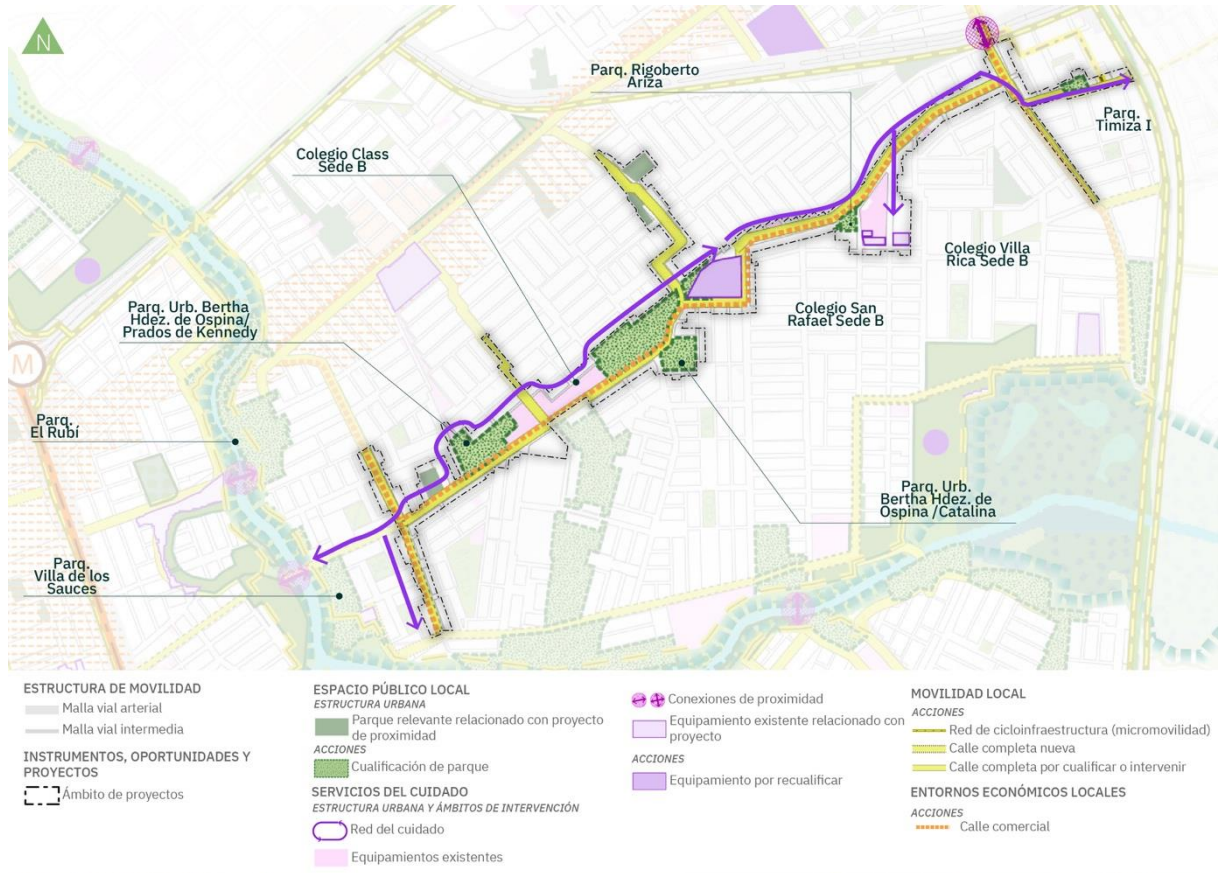 N
Parq. Rigoberto
Ariza
Parq.
Timiza I
Colegio Class
Sede B
Colegio Villa
Rica Sede B
Parq. Urb. Bertha
Hdez. de Ospina/
Prados de Kennedy
Colegio San
Rafael Sede B
M
Parq.
El Rubí
Parq. Urb.
Bertha Hdez. de
Ospina /Catalina
Parq.
Villa de los
Sauces
ESTRUCTURA DE MOVILIDAD
Malla vial arterial
Malla vial intermedia
INSTRUMENTOS, OPORTUNIDADES Y
PROYECTOS
Ámbito de proyectos
ESPACIO PÚBLICO LOCAL
ESTRUCTURA URBANA
Parque relevante relacionado con proyecto
de proximidad
ACCIONES
Cualificación de parque
SERVICIOS DEL CUIDADO
ESTRUCTURA URBANA Y ÁMBITOS DE INTERVENCIÓN
Red del cuidado
Equipamientos existentes
Conexiones de proximidad
Equipamiento existente relacionado con
proyecto
ACCIONES
Equipamiento por recualificar
MOVILIDAD LOCAL
ACCIONES
Red de cicloinfraestructura (micromovilidad)
Calle completa nueva
Calle completa por cualificar o intervenir
ENTORNOS ECONÓMICOS LOCALES
ACCIONES
Calle comercial